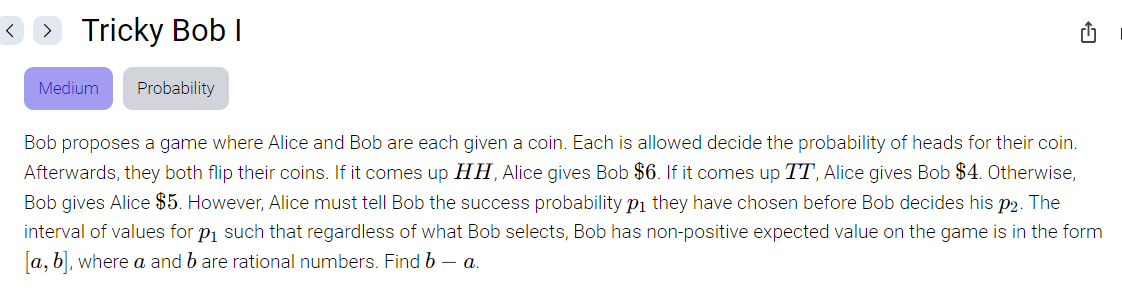 Tricky Bob I
Medium
Probability
Bob proposes a game where Alice and Bob are each given a coin. Each is allowed decide the probability of heads for their coin.
Afterwards, they both flip their coins. If it comes up HH, Alice gives Bob $6. If it comes up TT, Alice gives Bob $4. Otherwise,
Bob gives Alice $5. However, Alice must tell Bob the success probability p₁ they have chosen before Bob decides his p₂. The
interval of values for p₁ such that regardless of what Bob selects, Bob has non-positive expected value on the game is in the form
[a, b], where a and b are rational numbers. Find b − a.